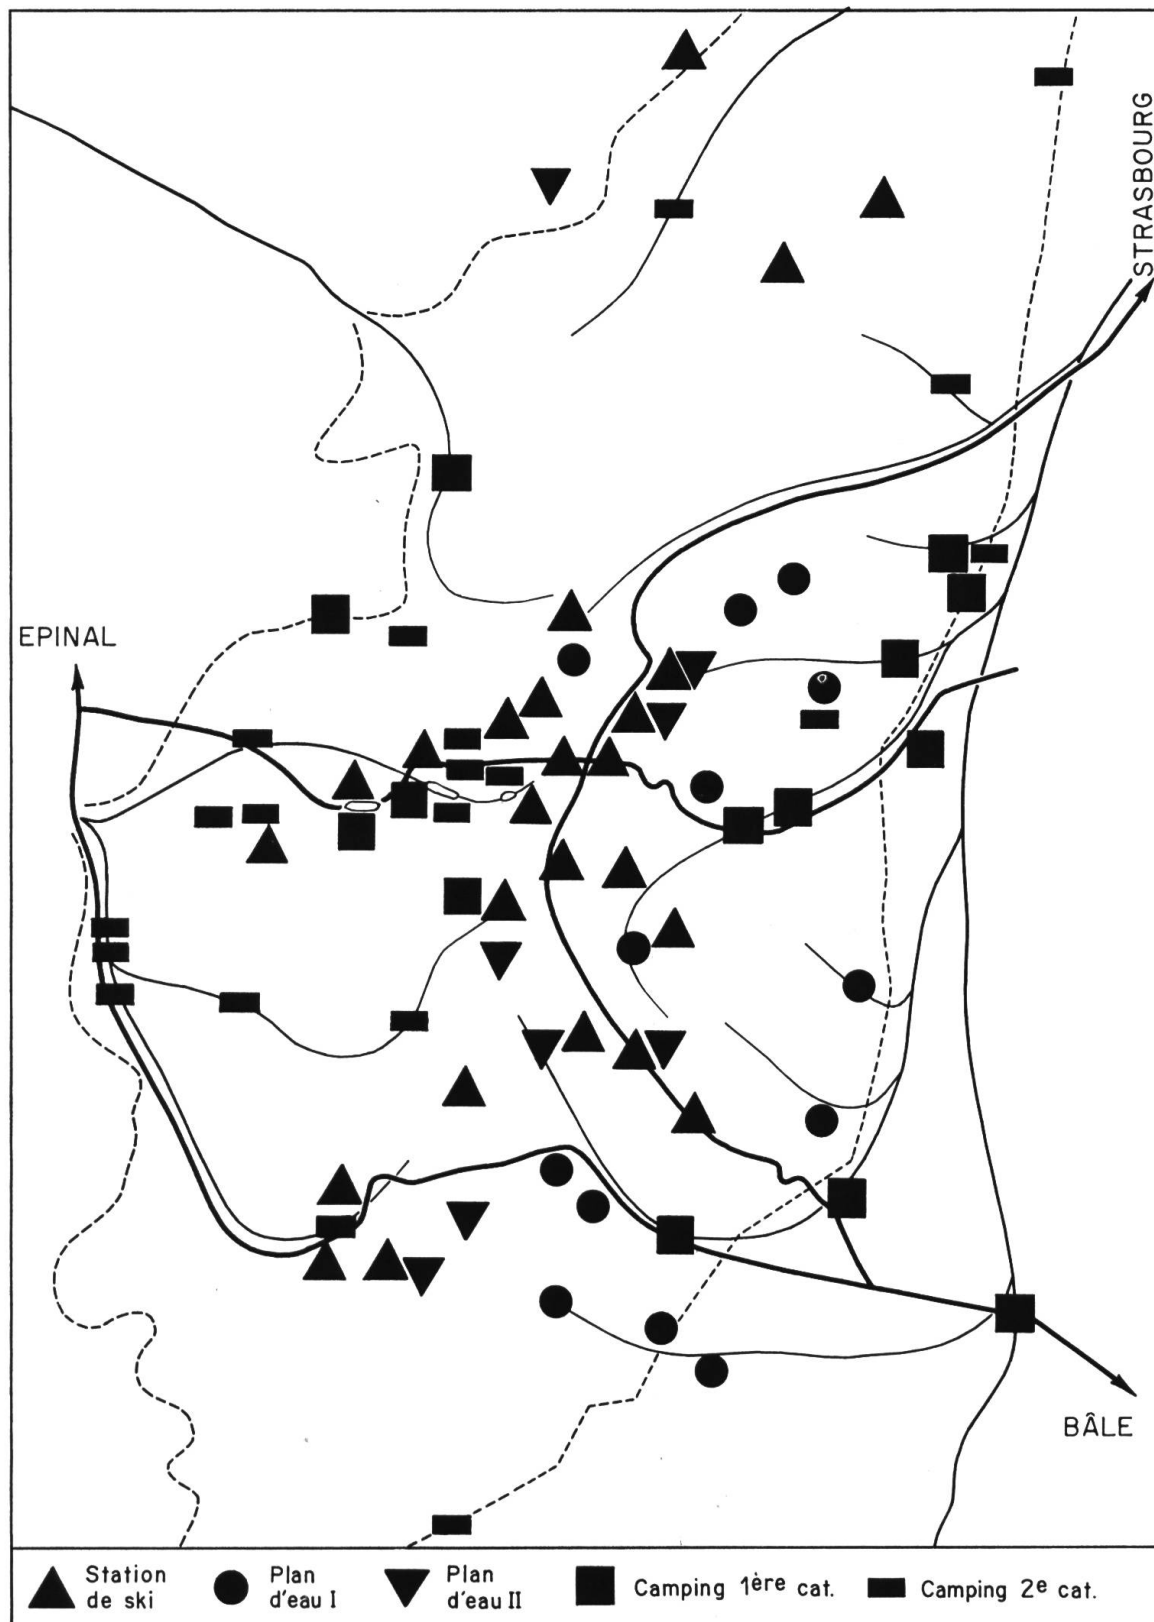 STRASBOURG
EPINAL
BÂLE
Station
de ski
Plan
d'eau I
Plan
d'eau II
Camping 1ère cat.
Camping 2e cat.